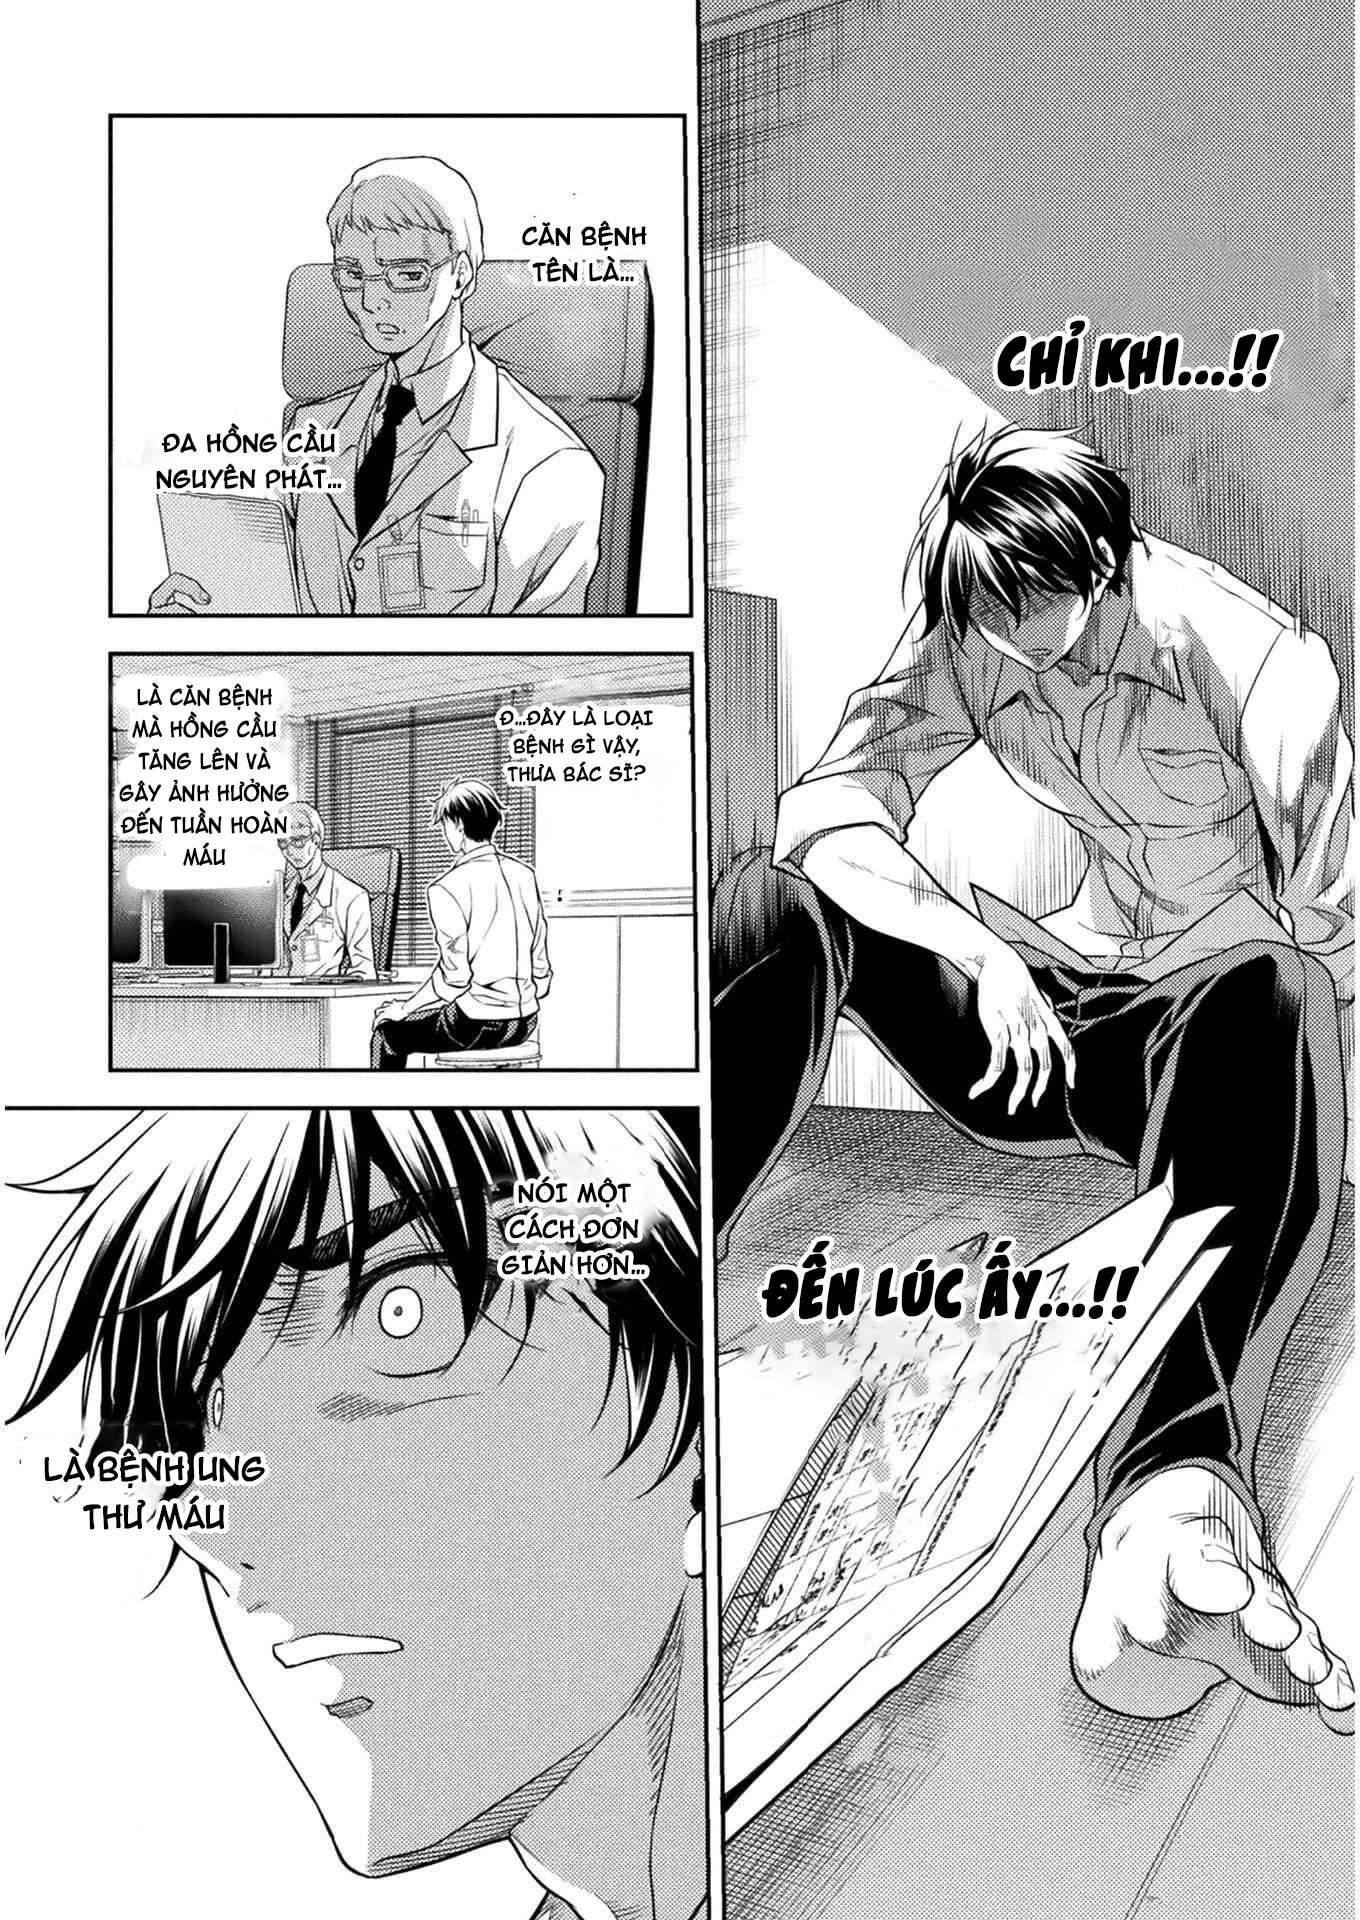 CHỈ KHI....!!
ĐẾN LÚC ẤY....!!
CĂN BỆNH
TÊN LÀ...
ĐA HỒNG CẦU
NGUYÊN PHÁT...
Đ...ĐÂY LÀ LOẠI
BỆNH GÌ VẬY,
THƯA BÁC SĨ?
LÀ CĂN BỆNH
MÀ HỒNG CẦU
TĂNG LÊN VÀ
GÂY ẢNH HƯỞNG
ĐẾN TUẦN HOÀN
MÁU
NÓI MỘT
CÁCH ĐƠN
GIẢN HƠN...
LÀ BỆNH UNG
THƯ MÁU